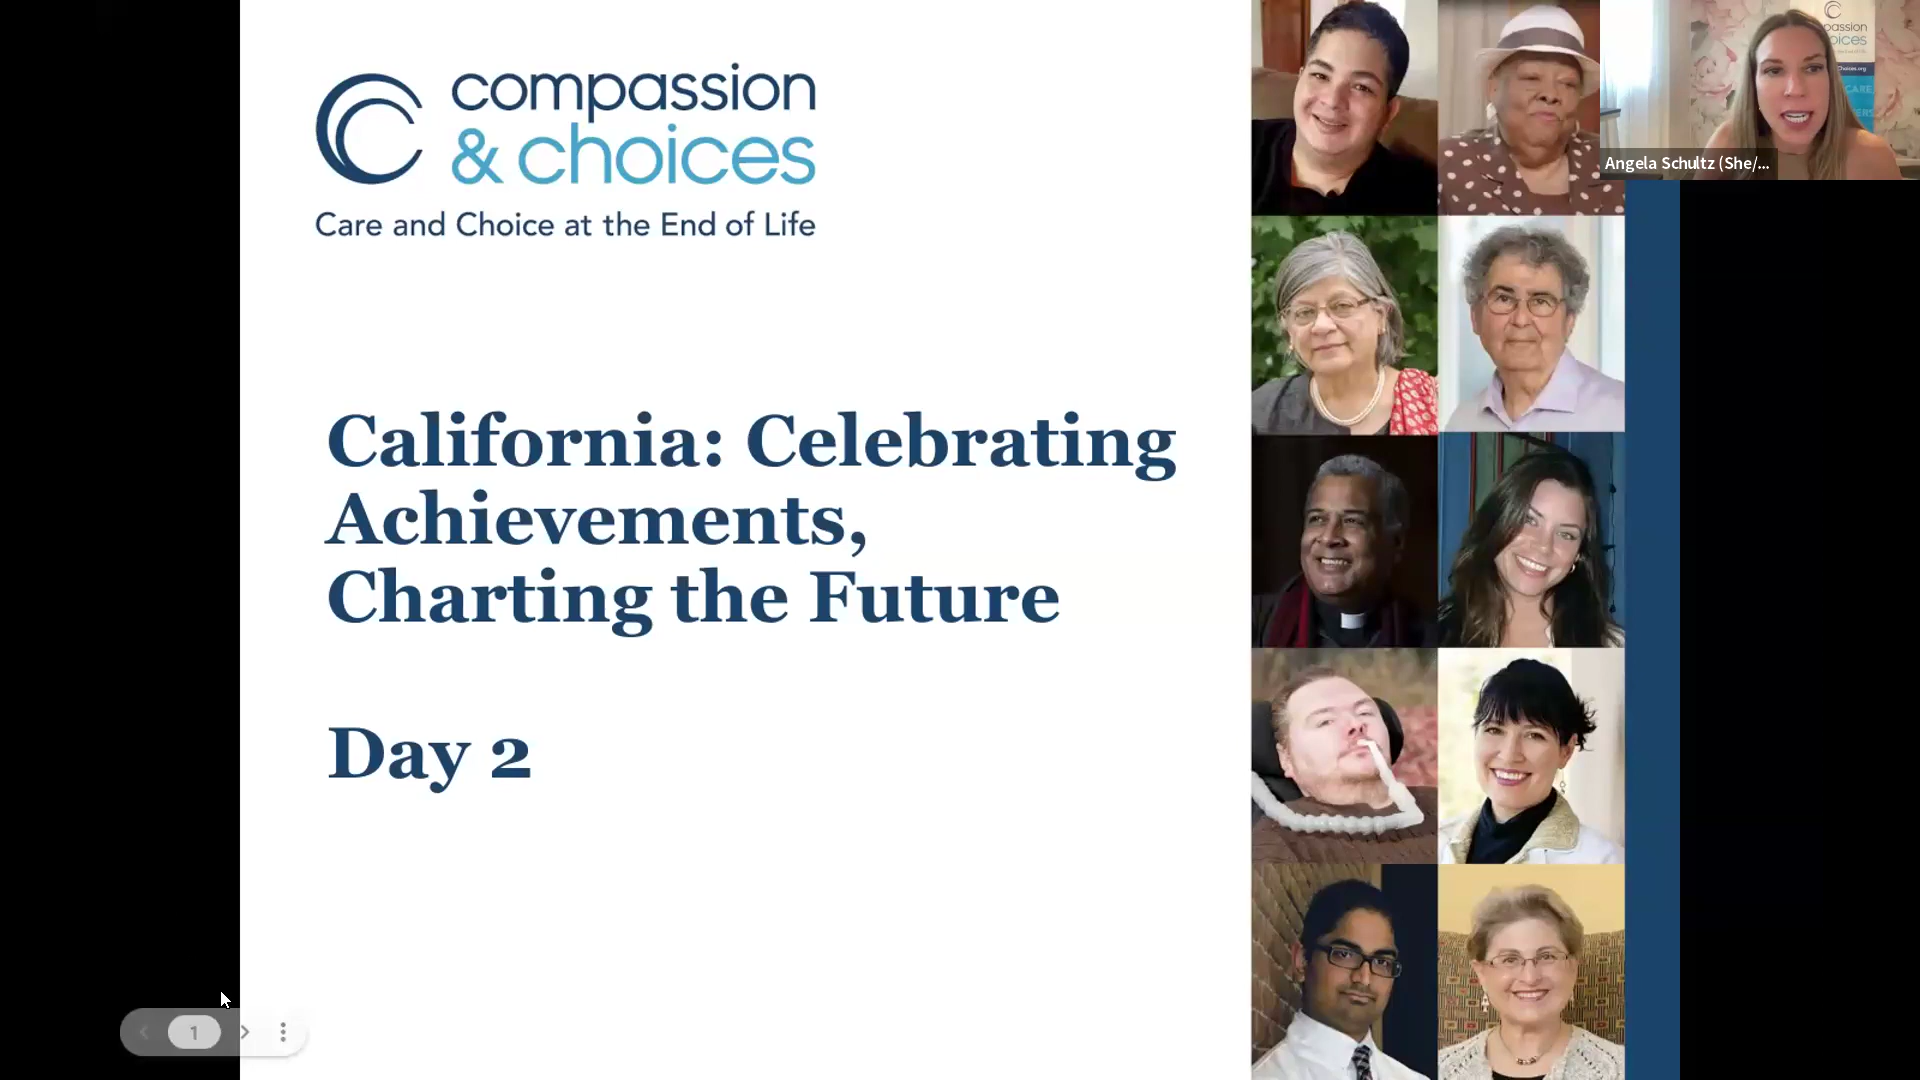 compassion
& choices
Care and Choice at the End of Life
California: Celebrating
Achievements,
Charting the Future
Day 2
Angela Schultz (She/...
1